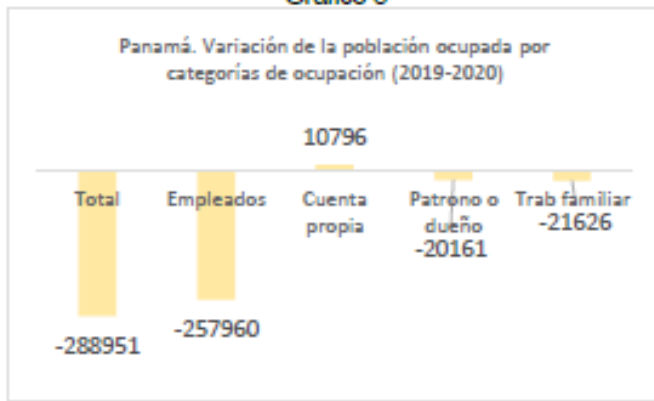 Panamá. Variación de la población ocupada por
categorías de ocupación (2019-2020)
10796
Total Empleados Cuenta propia Patrono o dueño Trab familiar
-20161
-21626
-288951
-257960